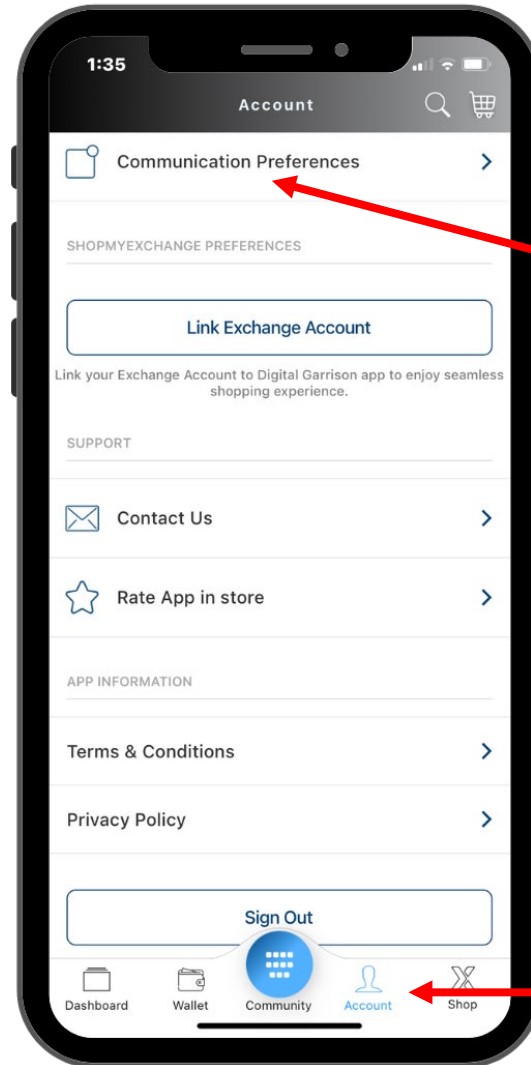 1:35
Account
Communication Preferences
SHOPMYEXCHANGE PREFERENCES
Link Exchange Account
Link your Exchange Account to Digital Garrison app to enjoy seamless
shopping experience.
SUPPORT
Contact Us
Rate App in store
APP INFORMATION
Terms & Conditions
Privacy Policy
Sign Out
Dashboard Wallet Community Account Shop